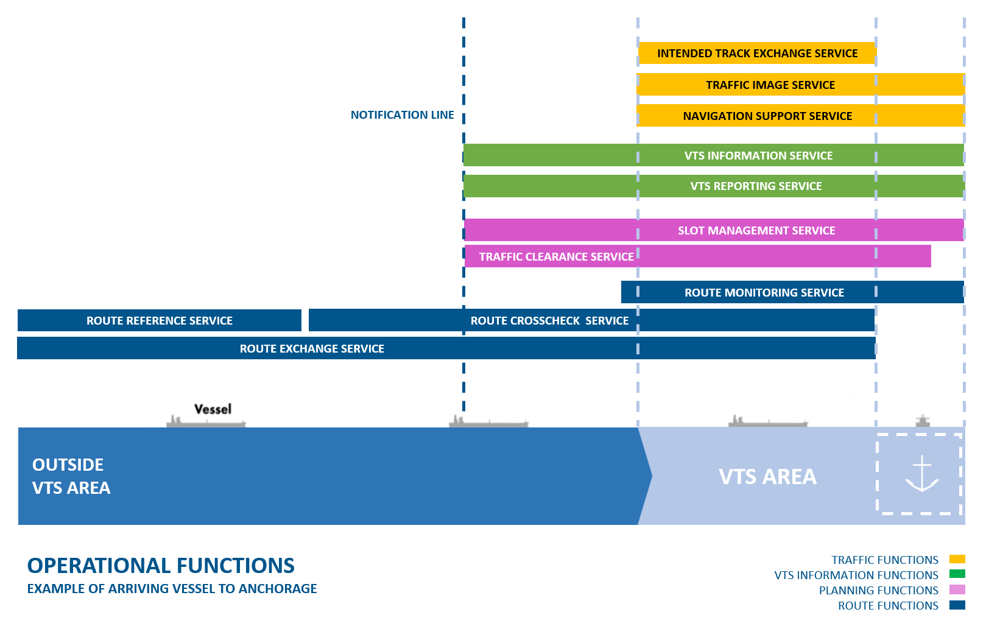 INTENDED TRACK EXCHANGE SERVICE
TRAFFIC IMAGE SERVICE
NOTIFICATION LINE
NAVIGATION SUPPORT SERVICE
VTS INFORMATION SERVICE
VTS REPORTING SERVICE
SLOT MANAGEMENT SERVICE
TRAFFIC CLEARANCE SERVICE
ROUTE MONITORING SERVICE
ROUTE REFERENCE SERVICE
ROUTE CROSSCHECK SERVICE
ROUTE EXCHANGE SERVICE
Vessel
OUTSIDE
VTS AREA
VTS AREA
OPERATIONAL FUNCTIONS
EXAMPLE OF ARRIVING VESSEL TO ANCHORAGE
TRAFFIC FUNCTIONS
VTS INFORMATION FUNCTIONS
PLANNING FUNCTIONS
ROUTE FUNCTIONS